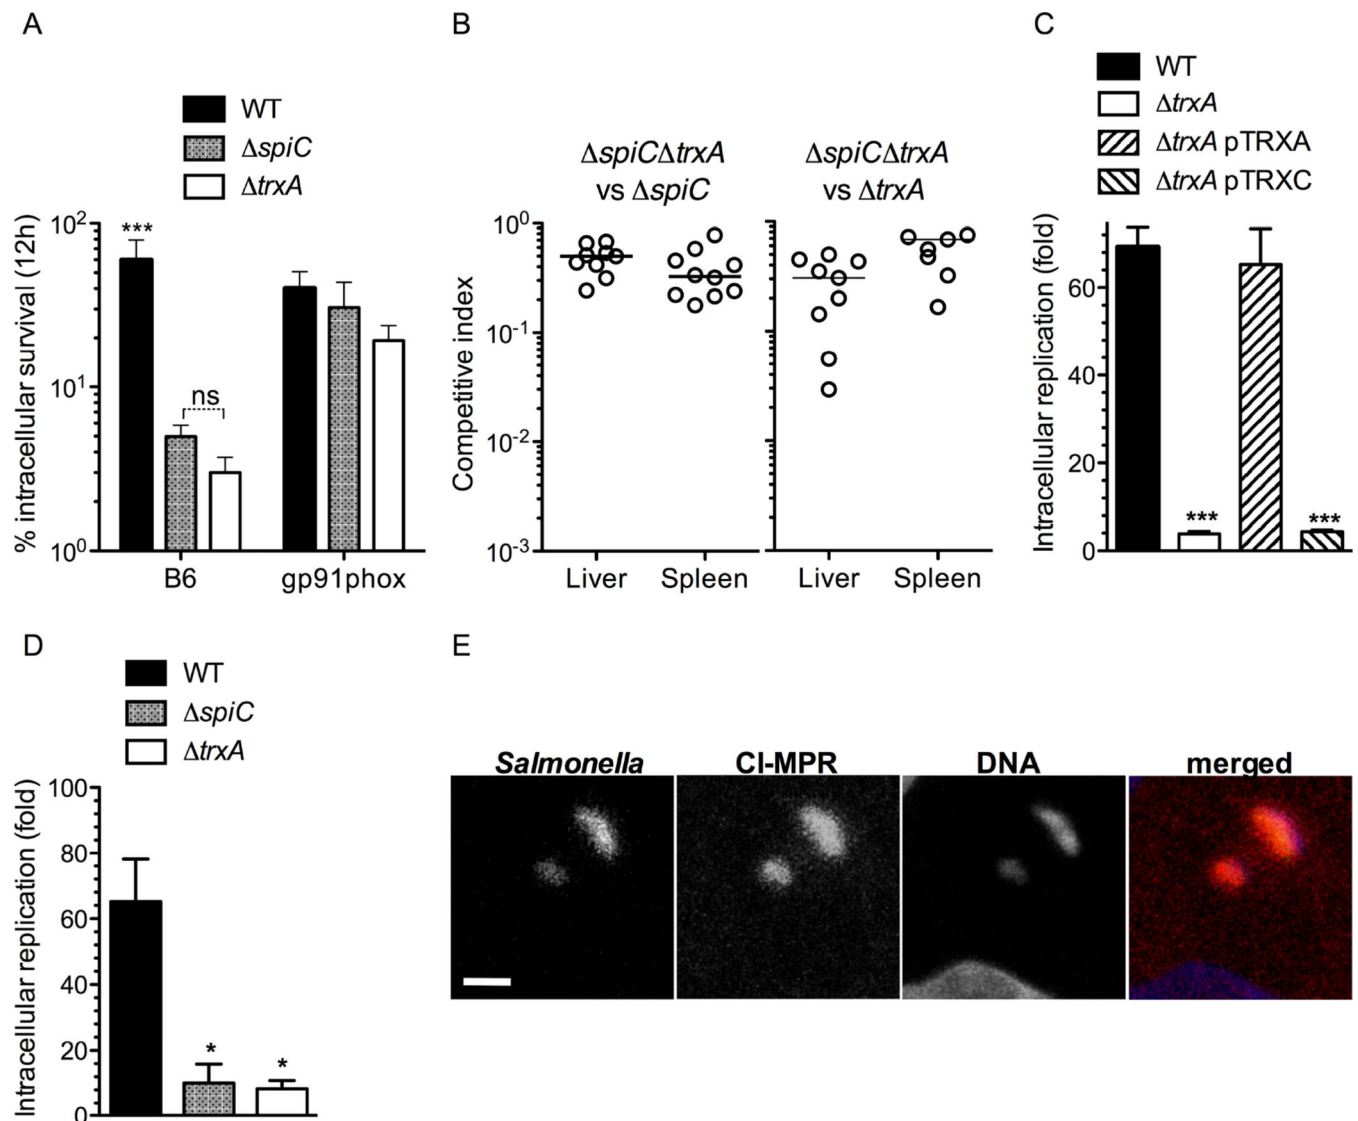 A
WT
ΔspiC
ΔtrxA
% intracellular survival (12h)
10²
10¹
10⁰
***
ns
B6
gp91phox
B
ΔspiCΔtrxA
vs ΔspiC
ΔspiCΔtrxA
vs ΔtrxA
Competitive index
10⁰
10⁻¹
10⁻²
10⁻³
Liver
Spleen
Liver
Spleen
C
WT
ΔtrxA
ΔtrxA pTRXA
ΔtrxA pTRXC
Intracellular replication (fold)
60
40
20
0
***
***
D
WT
ΔspiC
ΔtrxA
Intracellular replication (fold)
100
80
60
40
20
0
*
*
E
Salmonella
CI-MPR
DNA
merged